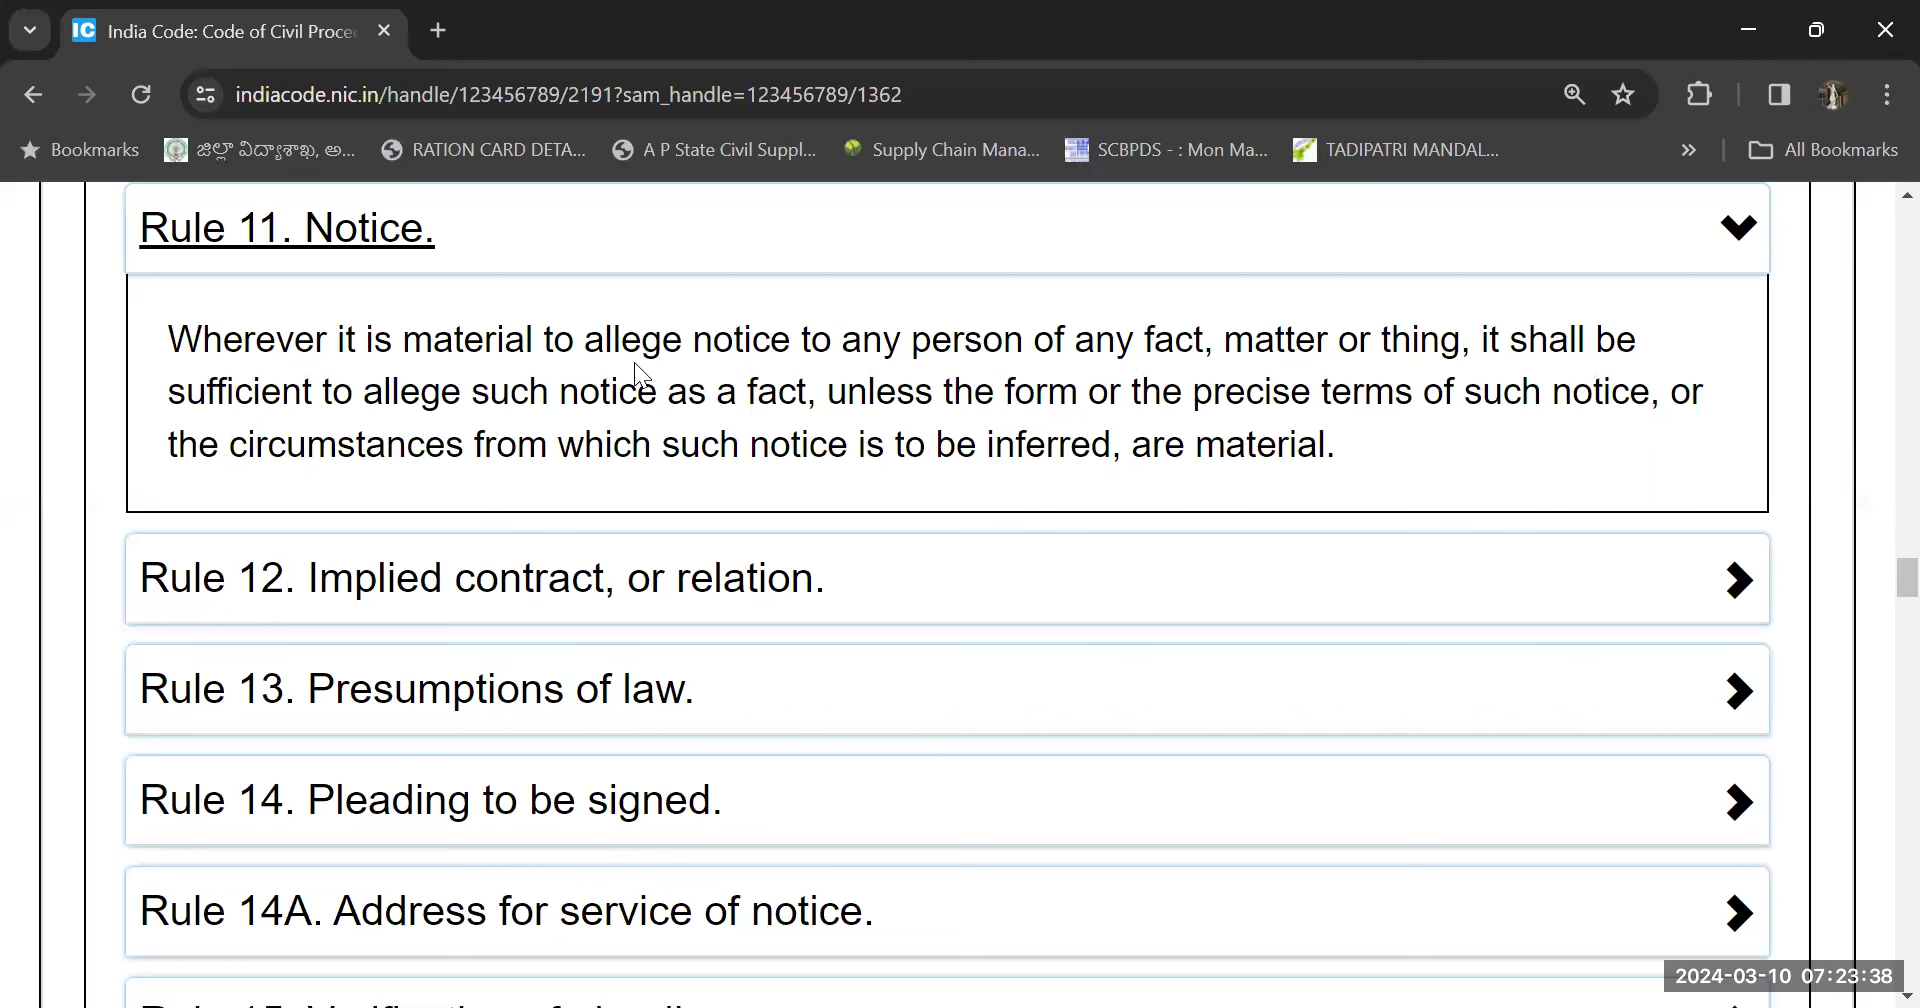 India Code: Code of Civil Proce
indiacode.nic.in/handle/123456789/2191?sam_handle=123456789/1362
Bookmarks జిల్లా విద్యాశాఖ, అ... RATION CARD DETA... A P State Civil Suppl... Supply Chain Mana... SCBPDS - : Mon Ma... TADIPATRI MANDAL... » All Bookmarks
Rule 11. Notice.
Wherever it is material to allege notice to any person of any fact, matter or thing, it shall be
sufficient to allege such notice as a fact, unless the form or the precise terms of such notice, or
the circumstances from which such notice is to be inferred, are material.
Rule 12. Implied contract, or relation.
Rule 13. Presumptions of law.
Rule 14. Pleading to be signed.
Rule 14A. Address for service of notice.
2024-03-10 07:23:38